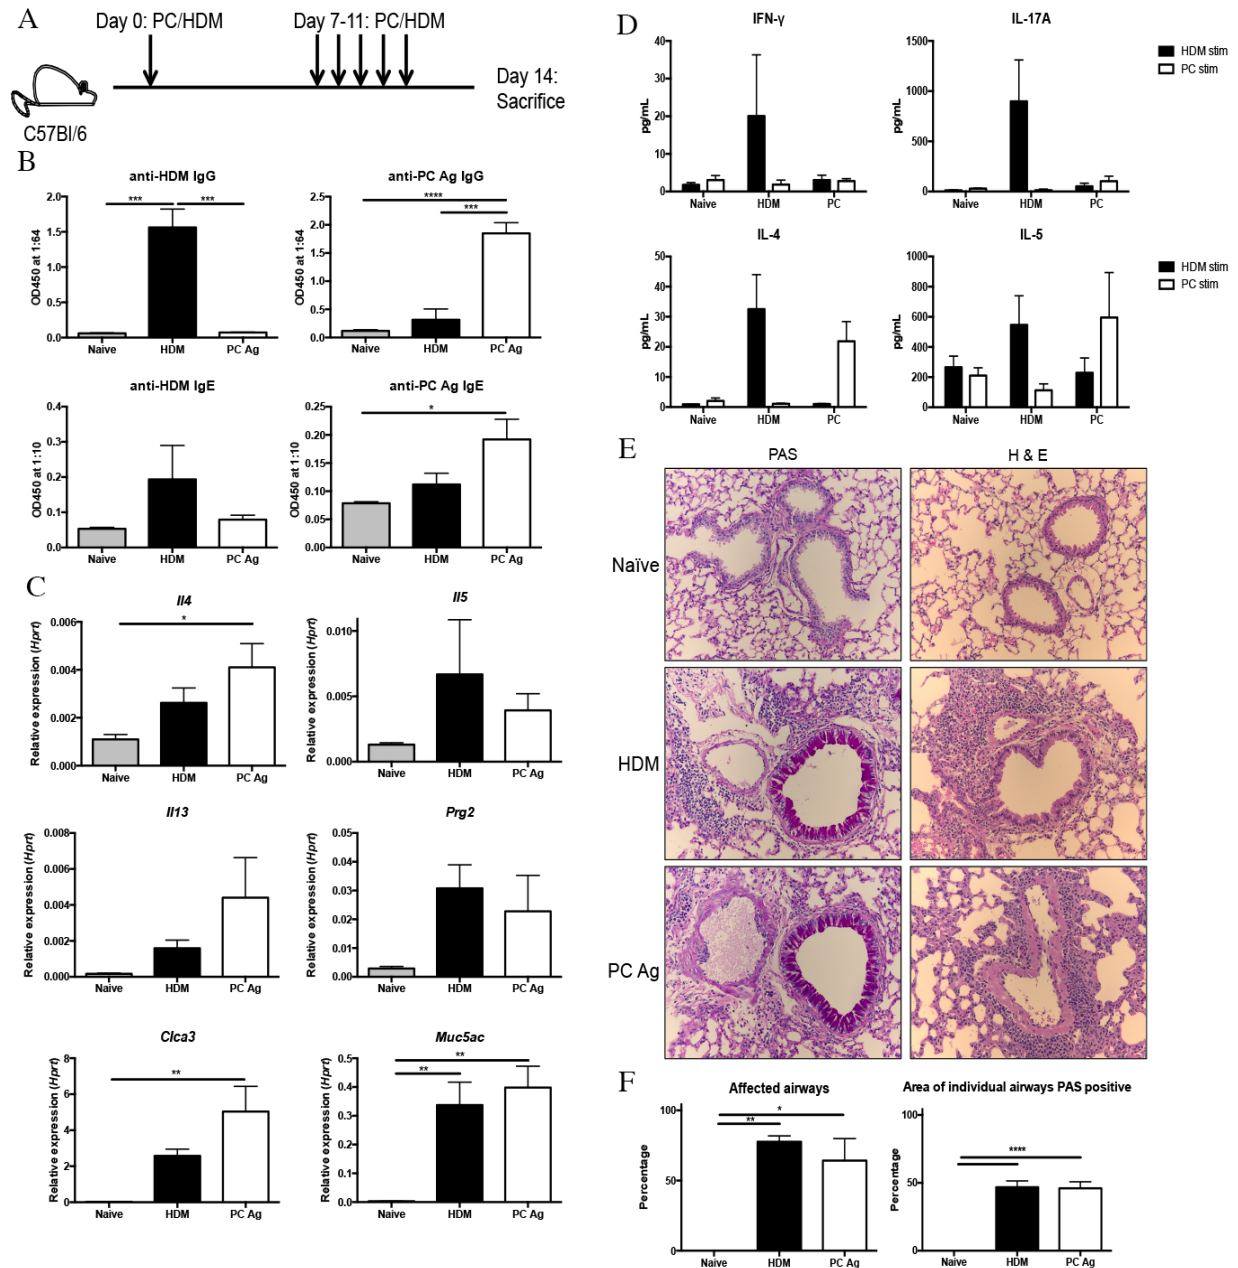 A
Day 0: PC/HDM
Day 7-11: PC/HDM
Day 14:
Sacrifice
C57Bl/6
B
anti-HDM IgG
***
***
OD450 at 1:64
2.0
1.5
1.0
0.5
0.0
Naive
HDM
PC Ag
anti-PC Ag IgG
****
***
OD450 at 1:64
2.5
2.0
1.5
2.0
0.5
0.0
Naive
HDM
PC Ag
anti-HDM IgE
OD450 at 1:10
0.4
0.3
0.2
0.1
0.0
Naive
HDM
PC Ag
anti-PC Ag IgE
*
OD450 at 1:10
0.25
0.20
0.15
0.10
0.05
0.00
Naive
HDM
PC Ag
C
Il4
*
Relative expression (Hprt)
0.006
0.004
0.002
0.000
Naive
HDM
PC Ag
Il5
Relative expression (Hprt)
0.010
0.005
0.000
Naive
HDM
PC Ag
Il13
Relative expression (Hprt)
0.008
0.006
0.004
0.002
0.000
Naive
HDM
PC Ag
Prg2
Relative expression (Hprt)
0.05
0.04
0.03
0.02
0.01
0.00
Naive
HDM
PC Ag
Clca3
**
Relative expression (Hprt)
8
6
4
2
0
Naive
HDM
PC Ag
Muc5ac
**
**
Relative expression (Hprt)
0.5
0.4
0.3
0.2
0.1
0.0
Naive
HDM
PC Ag
D
IFN-γ
pg/mL
40
30
20
10
0
Naive
HDM
PC
IL-17A
pg/mL
1500
1000
500
0
Naive
HDM
PC
HDM stim
PC stim
IL-4
pg/mL
50
40
30
20
10
0
Naive
HDM
PC
IL-5
pg/mL
1000
800
600
400
200
0
Naive
HDM
PC
HDM stim
PC stim
E
PAS
H & E
Naïve
HDM
PC Ag
F
Affected airways
*
**
Percentage
100
50
0
Naive
HDM
PC Ag
Area of individual airways PAS positive
****
Percentage
100
50
0
Naive
HDM
PC Ag